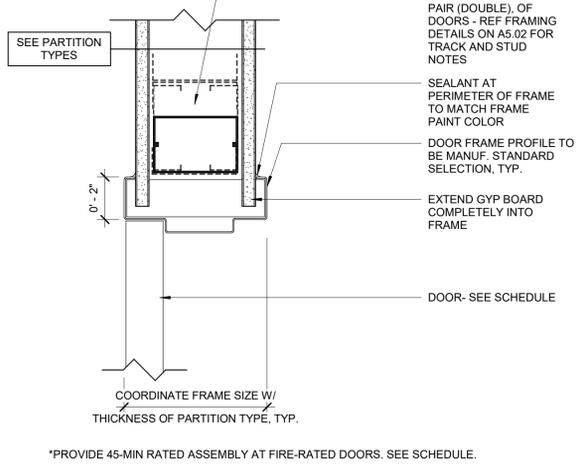 PAIR (DOUBLE), OF
DOORS - REF FRAMING
DETAILS ON A5.02 FOR
TRACK AND STUD
NOTES
SEE PARTITION
TYPES
SEALANT AT
PERIMETER OF FRAME
TO MATCH FRAME
PAINT COLOR
DOOR FRAME PROFILE TO
BE MANUF. STANDARD
SELECTION, TYP.
0' - 2"
EXTEND GYP BOARD
COMPLETELY INTO
FRAME
DOOR- SEE SCHEDULE
COORDINATE FRAME SIZE W/
THICKNESS OF PARTITION TYPE, TYP.
*PROVIDE 45-MIN RATED ASSEMBLY AT FIRE-RATED DOORS. SEE SCHEDULE.